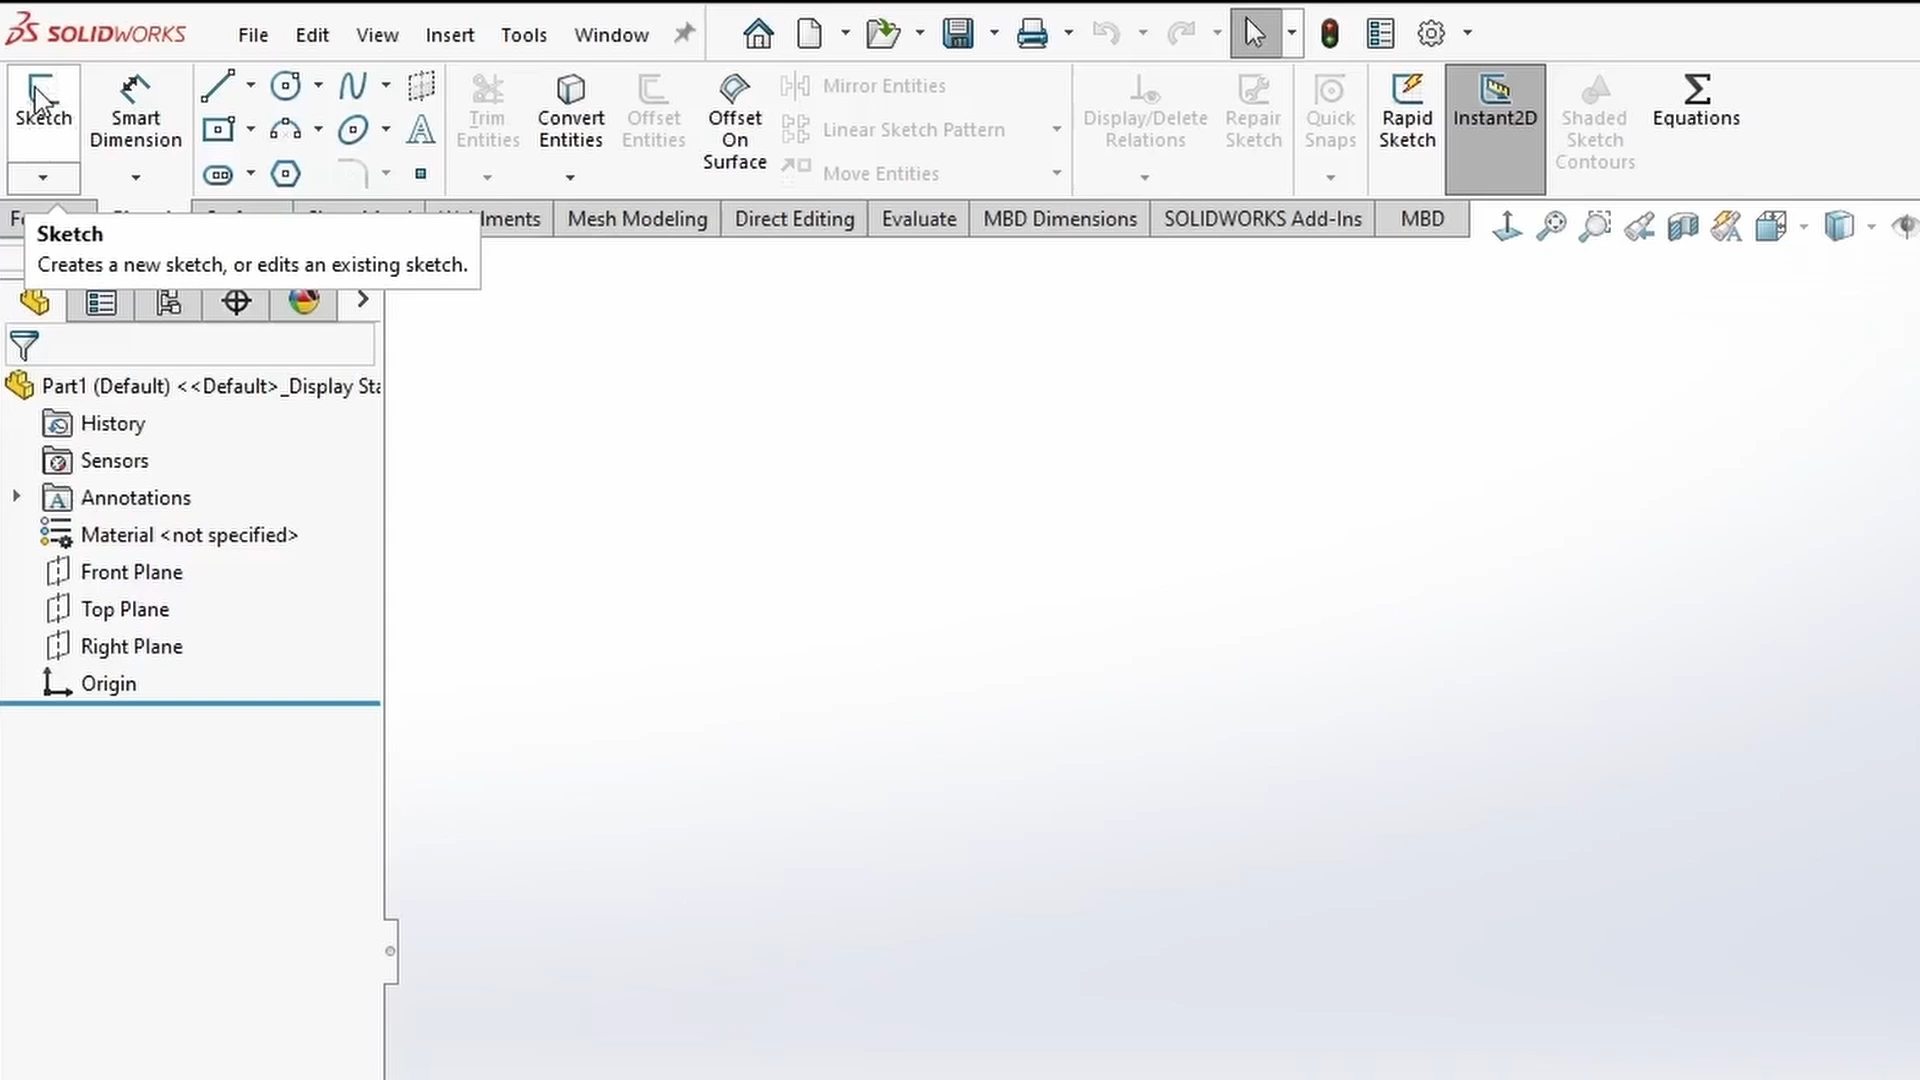 SOLIDWORKS
File Edit View Insert Tools Window
Sketch
Smart
Dimension
Trim
Entities
Convert
Entities
Offset
Entities
Offset
On
Surface
Mirror Entities
Linear Sketch Pattern
Move Entities
Display/Delete
Relations
Repair
Sketch
Quick
Snaps
Rapid
Sketch
Instant2D
Shaded
Sketch
Contours
Equations
Mesh Modeling Direct Editing Evaluate MBD Dimensions SOLIDWORKS Add-Ins MBD
Sketch
Creates a new sketch, or edits an existing sketch.
Part1 (Default) <<Default>_Display Sta
History
Sensors
Annotations
Material <not specified>
Front Plane
Top Plane
Right Plane
Origin